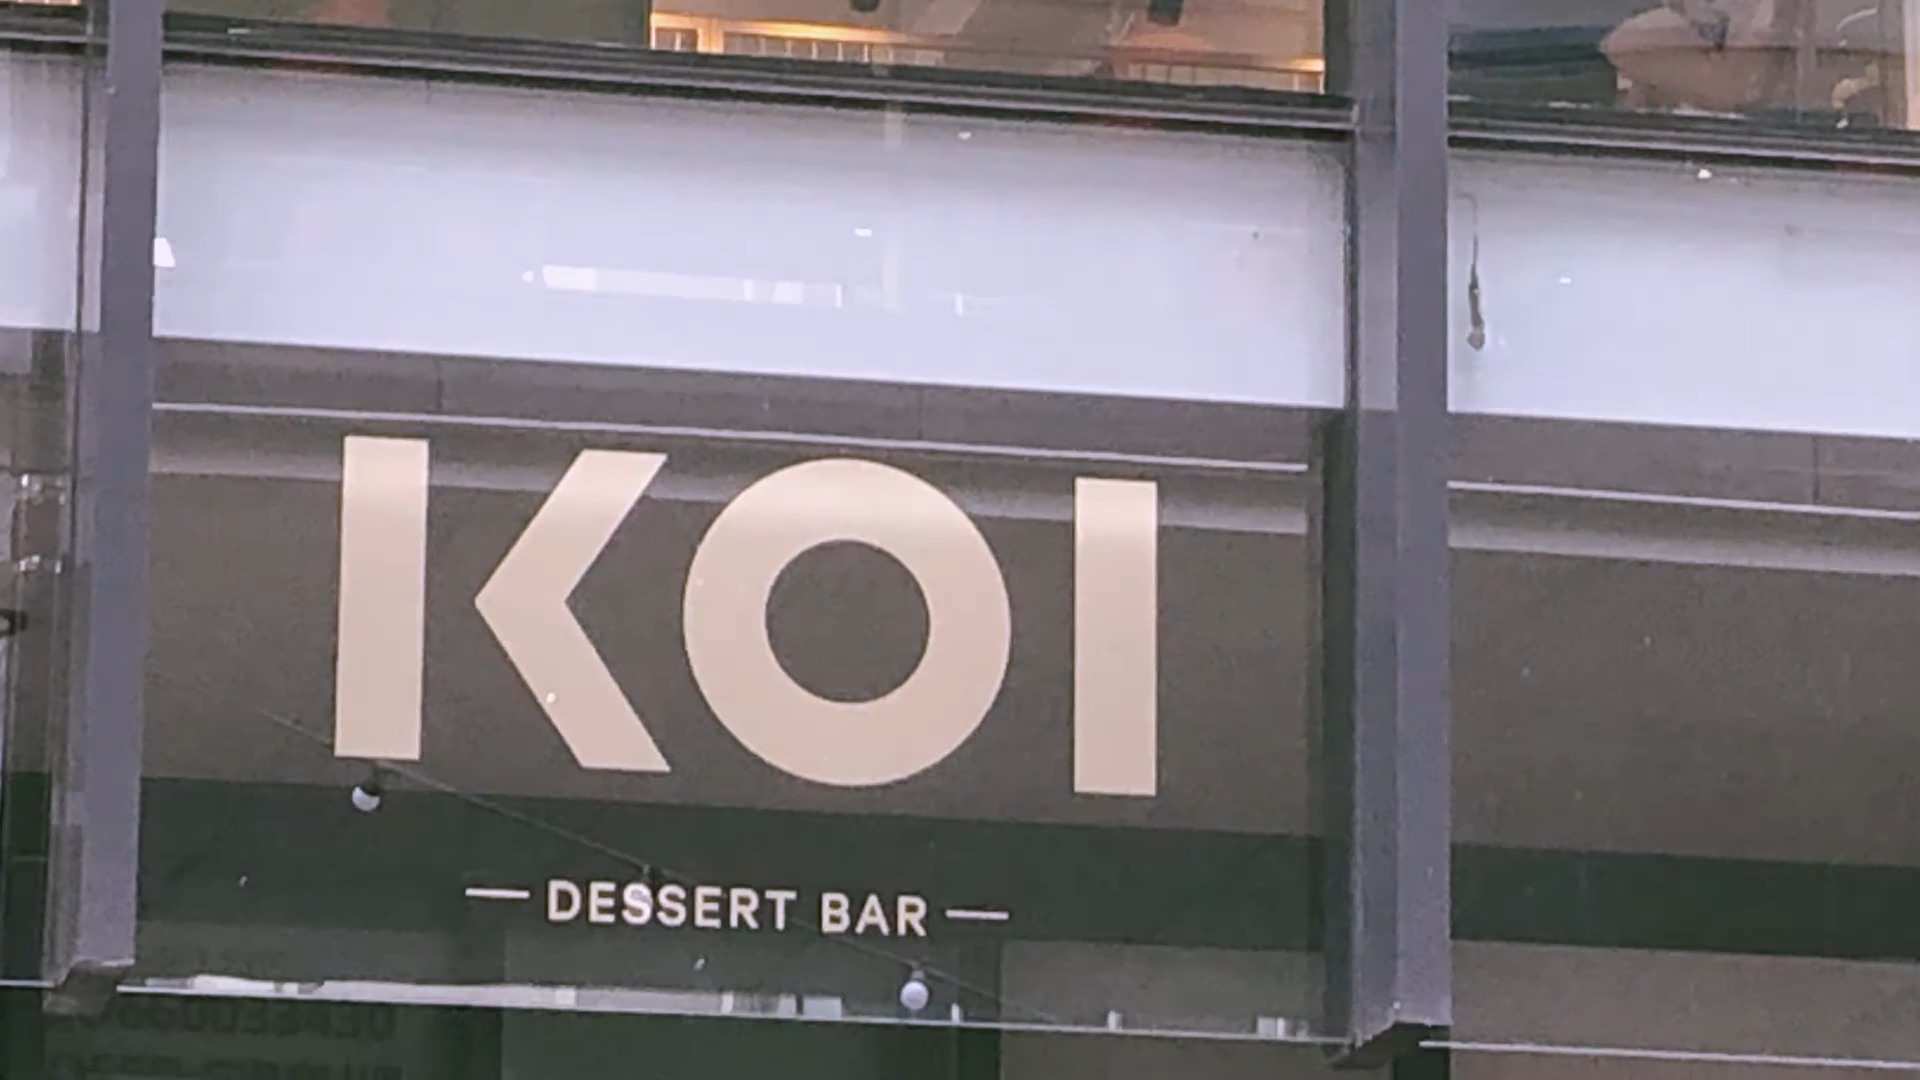 KOI
— DESSERT BAR —